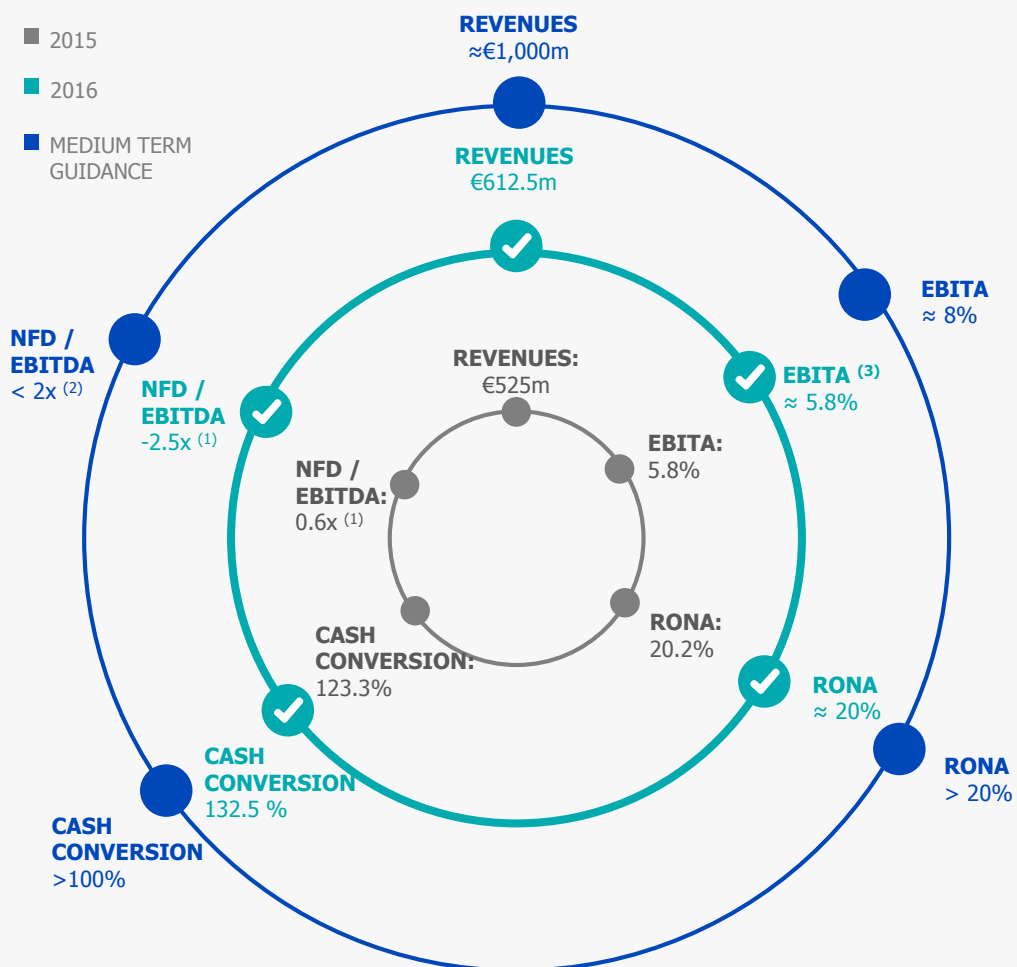 2015
2016
MEDIUM TERM
GUIDANCE
REVENUES
≈€1,000m
REVENUES
€612.5m
EBITA
≈ 8%
NFD /
EBITDA
< 2x (2)
REVENUES:
€525m
EBITA (3)
≈ 5.8%
NFD /
EBITDA
-2.5x (1)
EBITA:
5.8%
NFD /
EBITDA:
0.6x (1)
RONA:
20.2%
CASH
CONVERSION:
123.3%
RONA
≈ 20%
CASH
CONVERSION
132.5 %
RONA
> 20%
CASH
CONVERSION
>100%